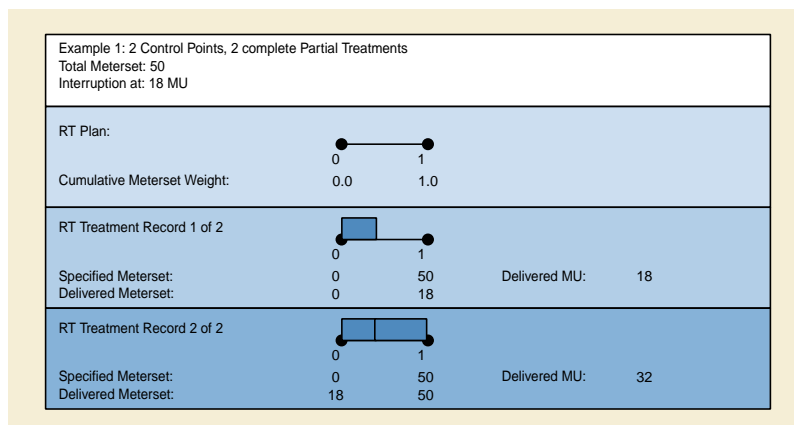 Example 1: 2 Control Points, 2 complete Partial Treatments
Total Meterset: 50
Interruption at: 18 MU
RT Plan:
0 1
Cumulative Meterset Weight: 0.0 1.0
RT Treatment Record 1 of 2
0 1
Specified Meterset: 0 50 Delivered MU: 18
Delivered Meterset: 0 18
RT Treatment Record 2 of 2
0 1
Specified Meterset: 0 50 Delivered MU: 32
Delivered Meterset: 18 50